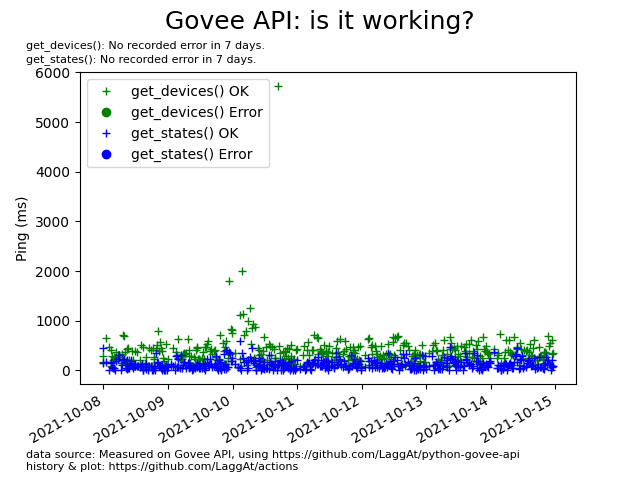 Govee API: is it working?
get_devices(): No recorded error in 7 days.
get_states(): No recorded error in 7 days.
get_devices() OK
get_devices() Error
get_states() OK
get_states() Error
Ping (ms)
6000
5000
4000
3000
2000
1000
0
2021-10-08
2021-10-09
2021-10-10
2021-10-11
2021-10-12
2021-10-13
2021-10-14
2021-10-15
data source: Measured on Govee API, using https://github.com/LaggAt/python-govee-api
history & plot: https://github.com/LaggAt/actions